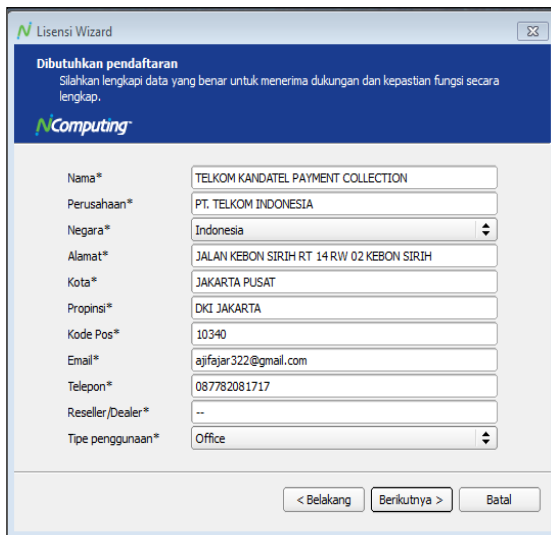 Lisensi Wizard
Dibutuhkan pendaftaran
Silahkan lengkapi data yang benar untuk menerima dukungan dan kepastian fungsi secara
lengkap.
NComputing
Nama* TELKOM KANDATEL PAYMENT COLLECTION
Perusahaan* PT. TELKOM INDONESIA
Negara* Indonesia
Alamat* JALAN KEBON SIRIH RT 14 RW 02 KEBON SIRIH
Kota* JAKARTA PUSAT
Propinsi* DKI JAKARTA
Kode Pos* 10340
Email* ajifajar322@gmail.com
Telepon* 087782081717
Reseller/Dealer* --
Tipe penggunaan* Office
< Belakang Berikutnya > Batal